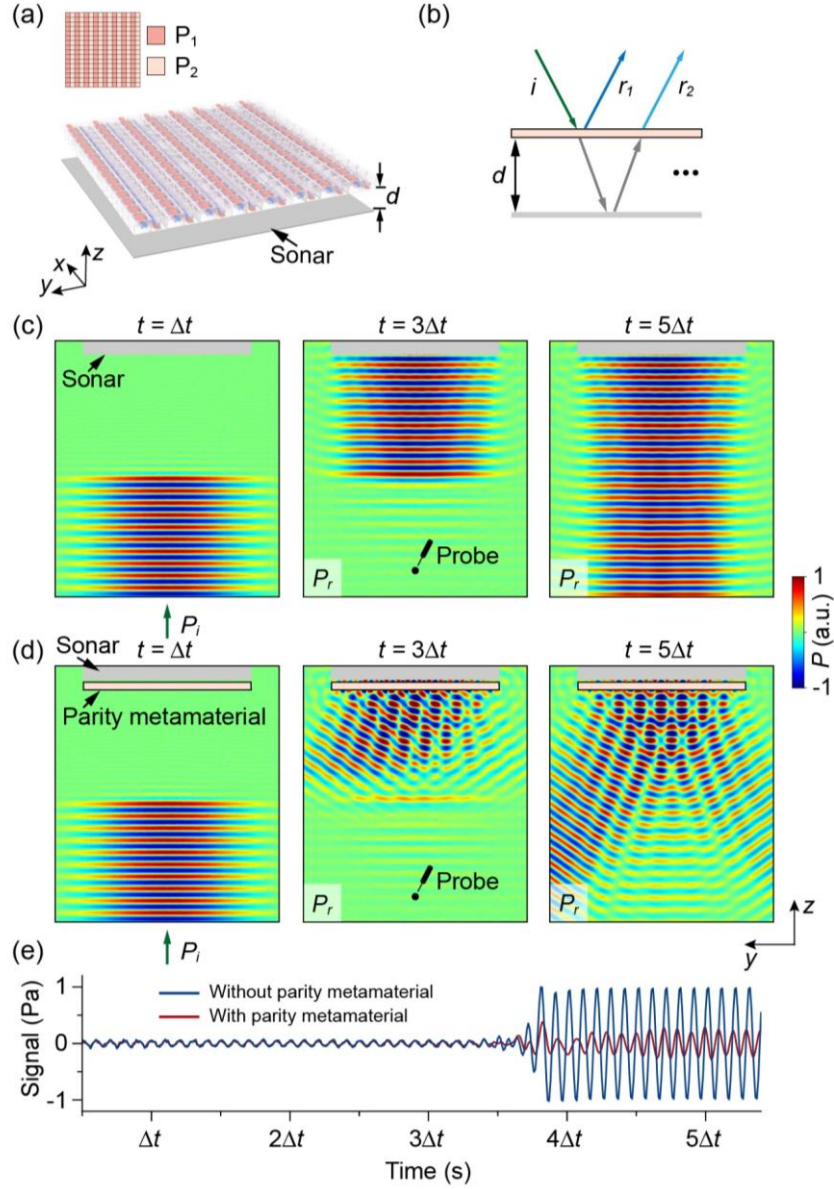 (a)
P₁
P₂
d
Sonar
x
y
z
(b)
i
r₁
r₂
d
...
(c)
t = Δt
t = 3Δt
t = 5Δt
Sonar
Probe
Pᵣ
Pᵣ
Pᵢ
1
P (a.u.)
-1
(d)
Sonar
t = Δt
t = 3Δt
t = 5Δt
Parity metamaterial
Probe
Pᵣ
Pᵣ
Pᵢ
z
y
(e)
Signal (Pa)
1
0
-1
Without parity metamaterial
With parity metamaterial
Δt
2Δt
3Δt
4Δt
5Δt
Time (s)